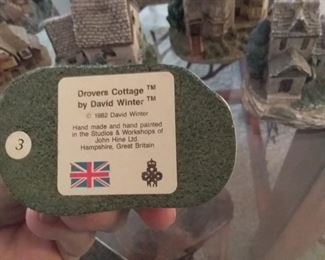 Drovers Cottage ™
by David Winter ™
© 1982 David Winter
Hand made and hand painted
in the Studios & Workshops of
John Hine Ltd.
Hampshire, Great Britain
3